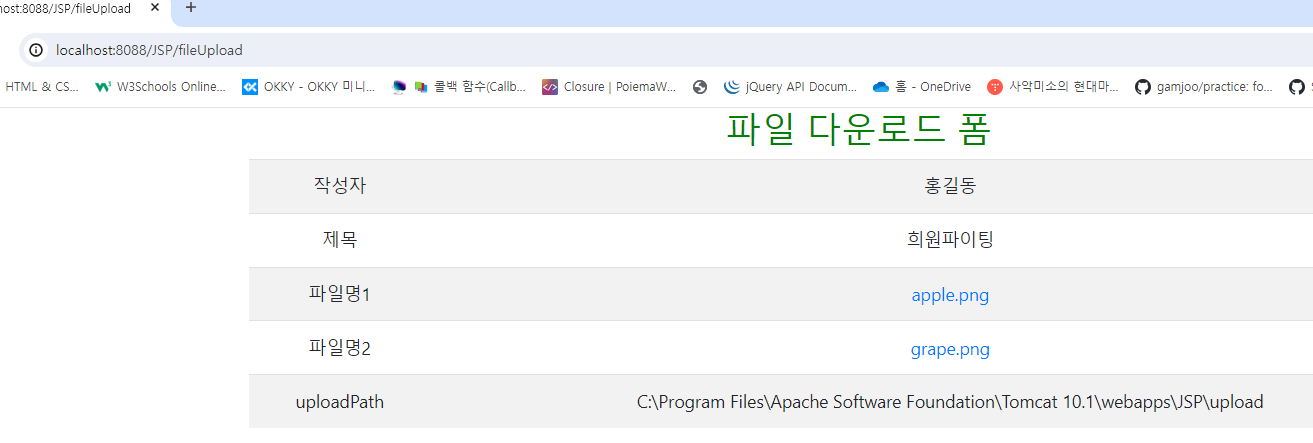 host:8088/JSP/fileUpload
localhost:8088/JSP/fileUpload
HTML & CS... W3Schools Online... OKKY - OKKY 미니... 콜백 함수(Callb... Closure | PoiemaW... jQuery API Docum... 홈 - OneDrive 사악미소의 현대마... gamjoo/practice: fo...
파일 다운로드 폼
작성자 홍길동
제목 희원파이팅
파일명1 apple.png
파일명2 grape.png
uploadPath C:\Program Files\Apache Software Foundation\Tomcat 10.1\webapps\JSP\upload